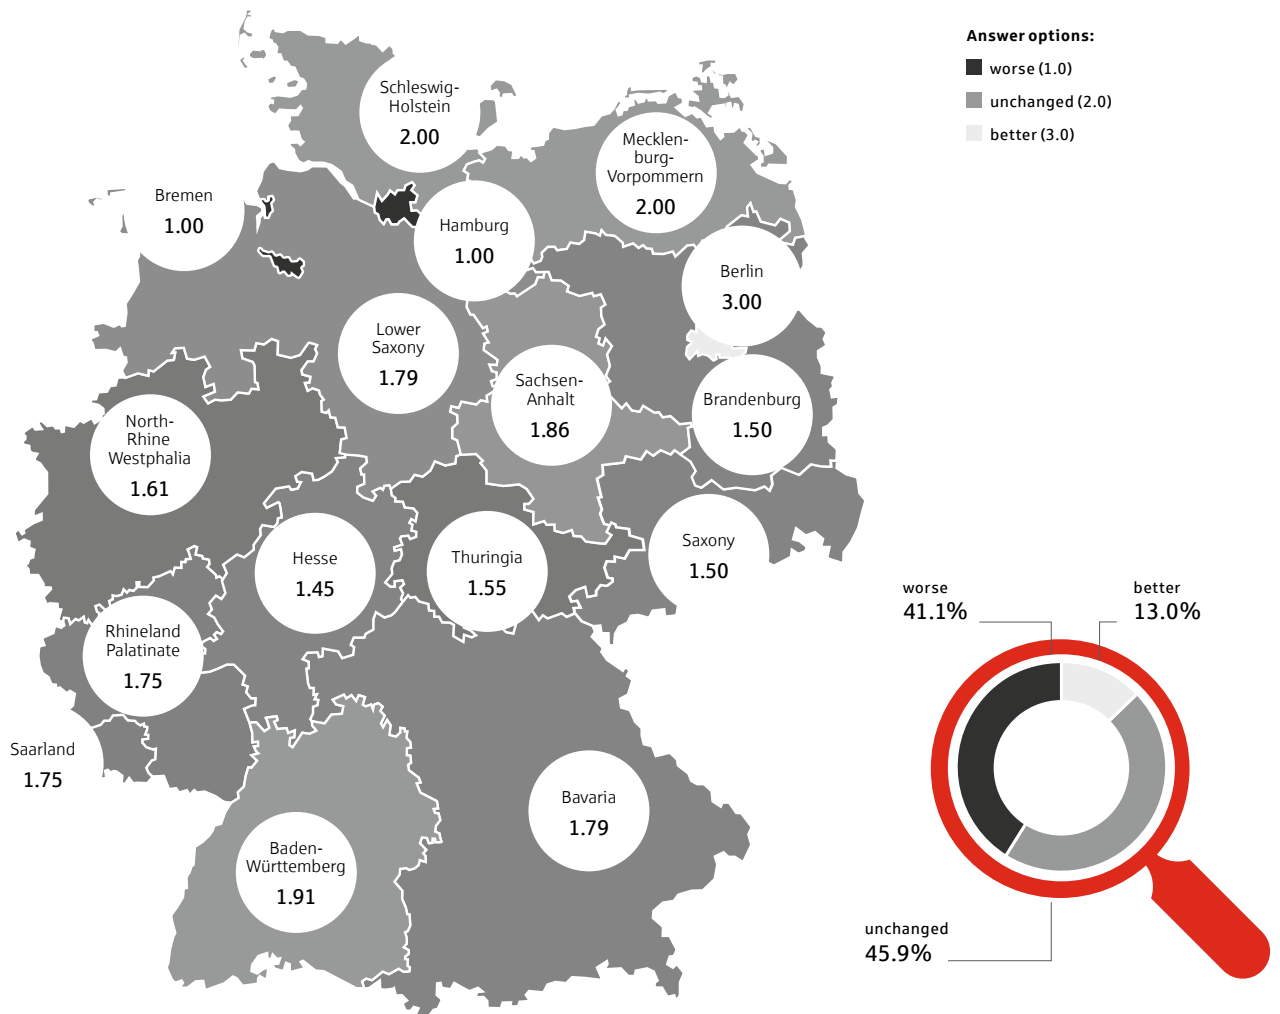 Answer options:
worse (1.0)
unchanged (2.0)
better (3.0)
Schleswig-
Holstein
2.00
Mecklen-
burg-
Vorpommern
2.00
Bremen
1.00
Hamburg
1.00
Berlin
3.00
Lower
Saxony
1.79
Sachsen-
Anhalt
1.86
Brandenburg
1.50
North-
Rhine
Westphalia
1.61
Hesse
1.45
Thuringia
1.55
Saxony
1.50
Rhineland
Palatinate
1.75
Saarland
1.75
Bavaria
1.79
Baden-
Württemberg
1.91
worse
41.1%
better
13.0%
unchanged
45.9%